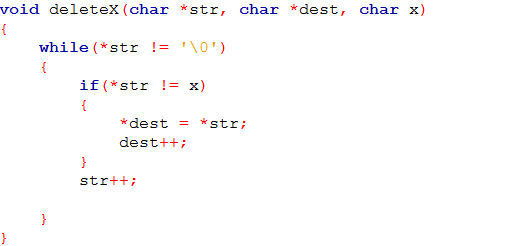 void deleteX(char *str, char *dest, char x)
{
    while(*str != '\0')
    {
        if(*str != x)
        {
            *dest = *str;
            dest++;
        }
        str++;

    }
}